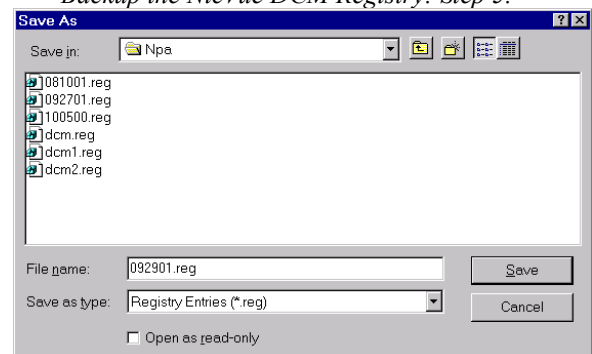 Backup the NicVue DCM Registry: Step 3.
Save As
Save in: Npa
081001.reg
092701.reg
100500.reg
dcm.reg
dcm1.reg
dcm2.reg
File name: 092901.reg Save
Save as type: Registry Entries (*.reg) Cancel
Open as read-only